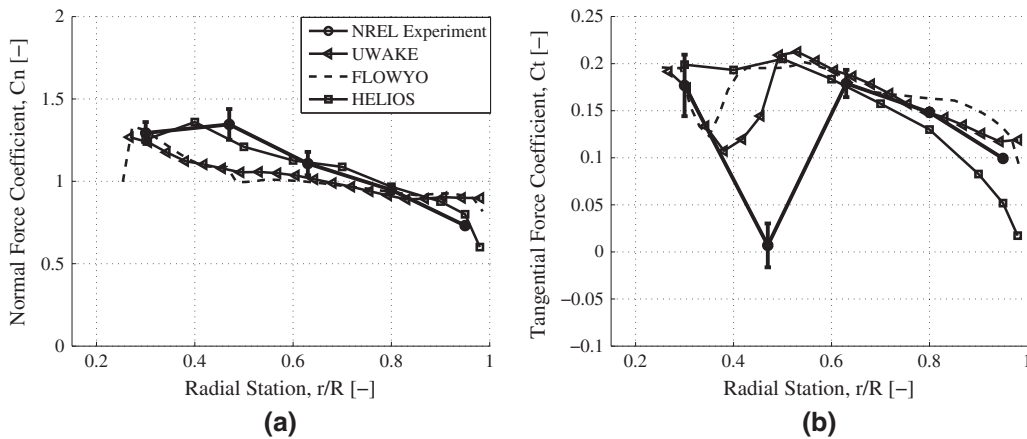 2
1.5
1
0.5
0
0.2
0.4
0.6
0.8
1
Normal Force Coefficient, Cn [−]
Radial Station, r/R [−]
NREL Experiment
UWAKE
FLOWYO
HELIOS
(a)
0.25
0.2
0.15
0.1
0.05
0
−0.05
−0.1
0.2
0.4
0.6
0.8
1
Tangential Force Coefficient, Ct [−]
Radial Station, r/R [−]
(b)